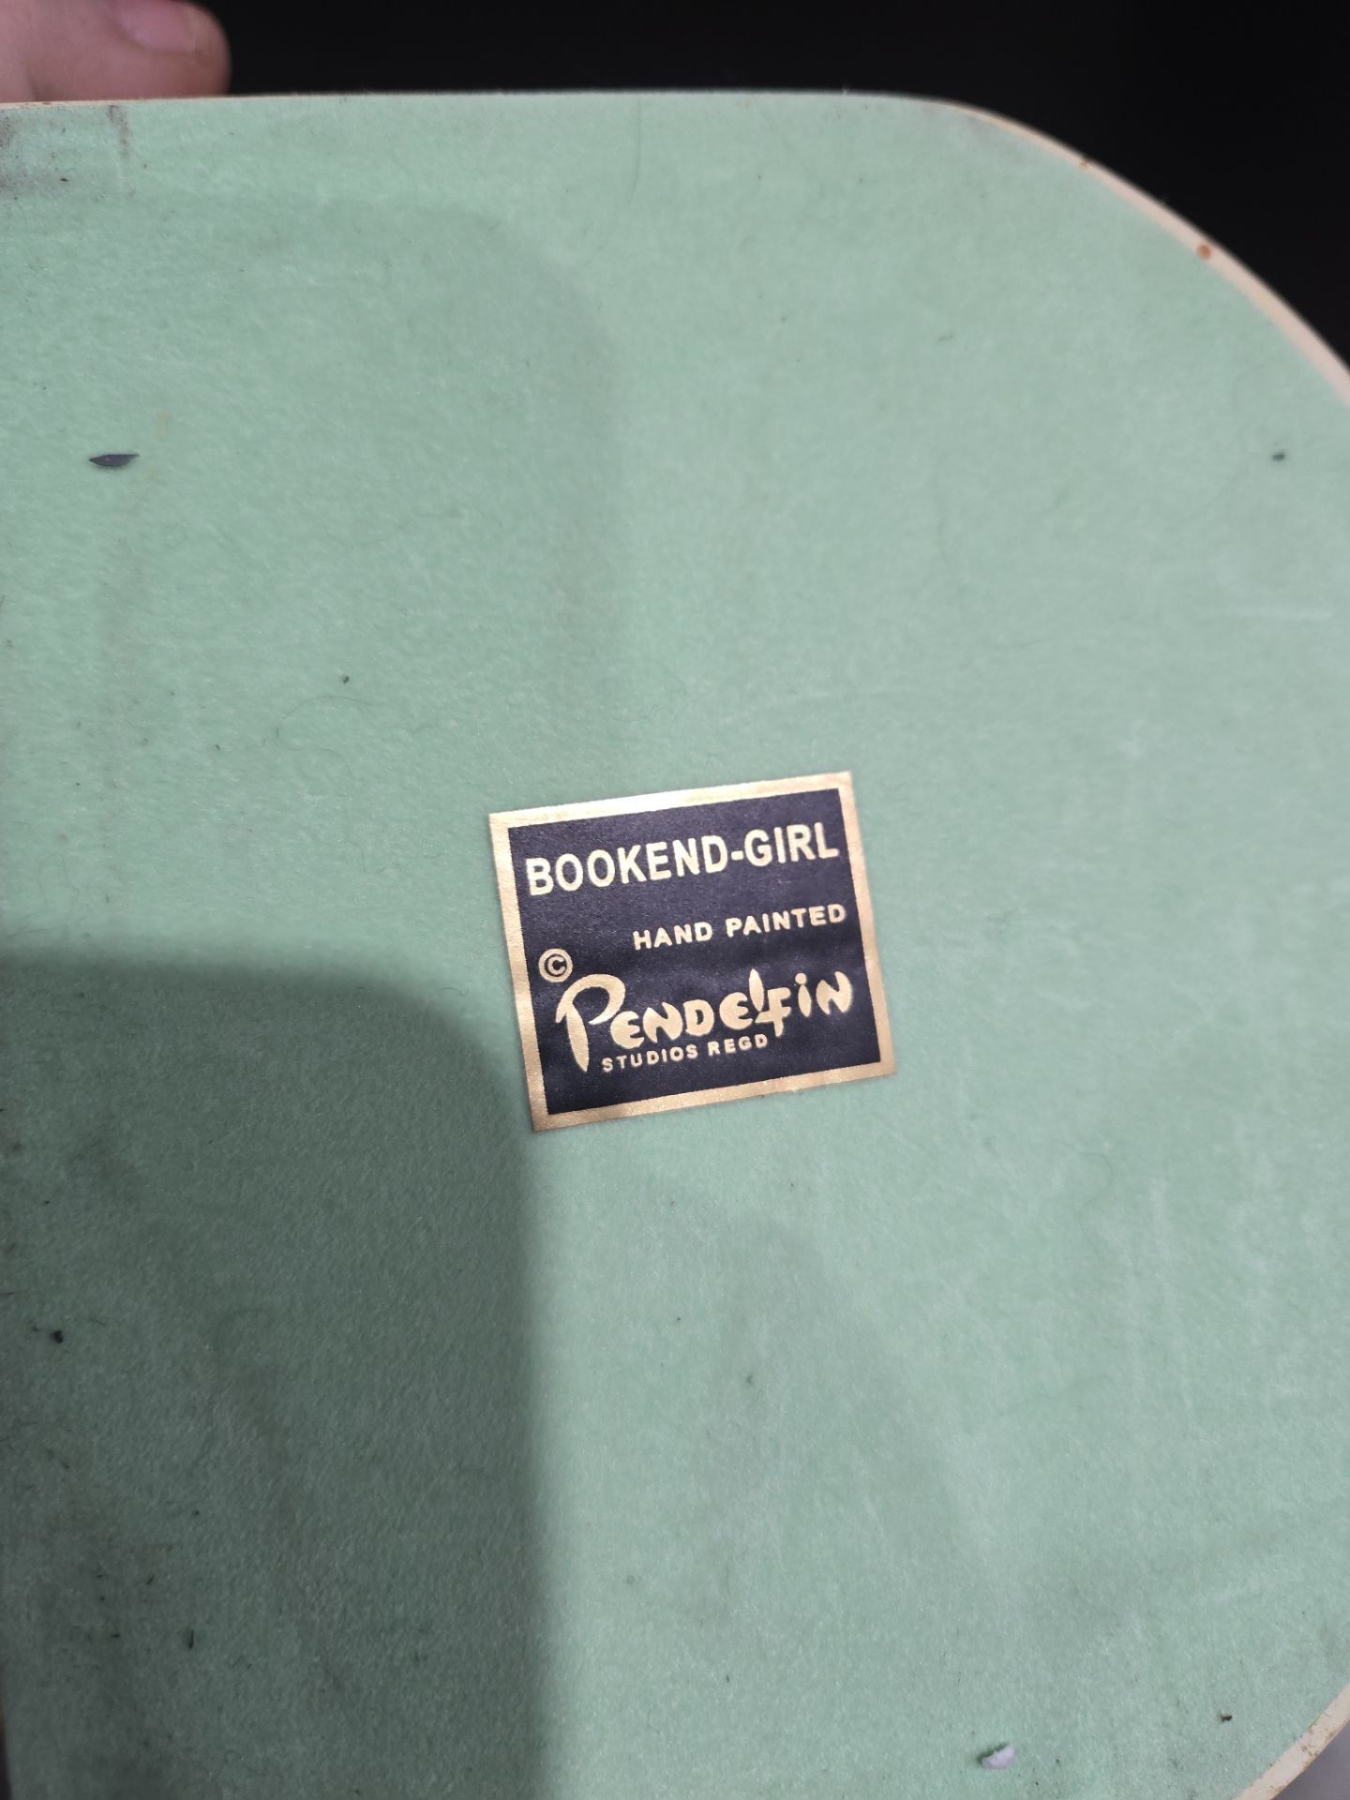 BOOKEND-GIRL
HAND PAINTED
© PENDELFIN
STUDIOS REGD